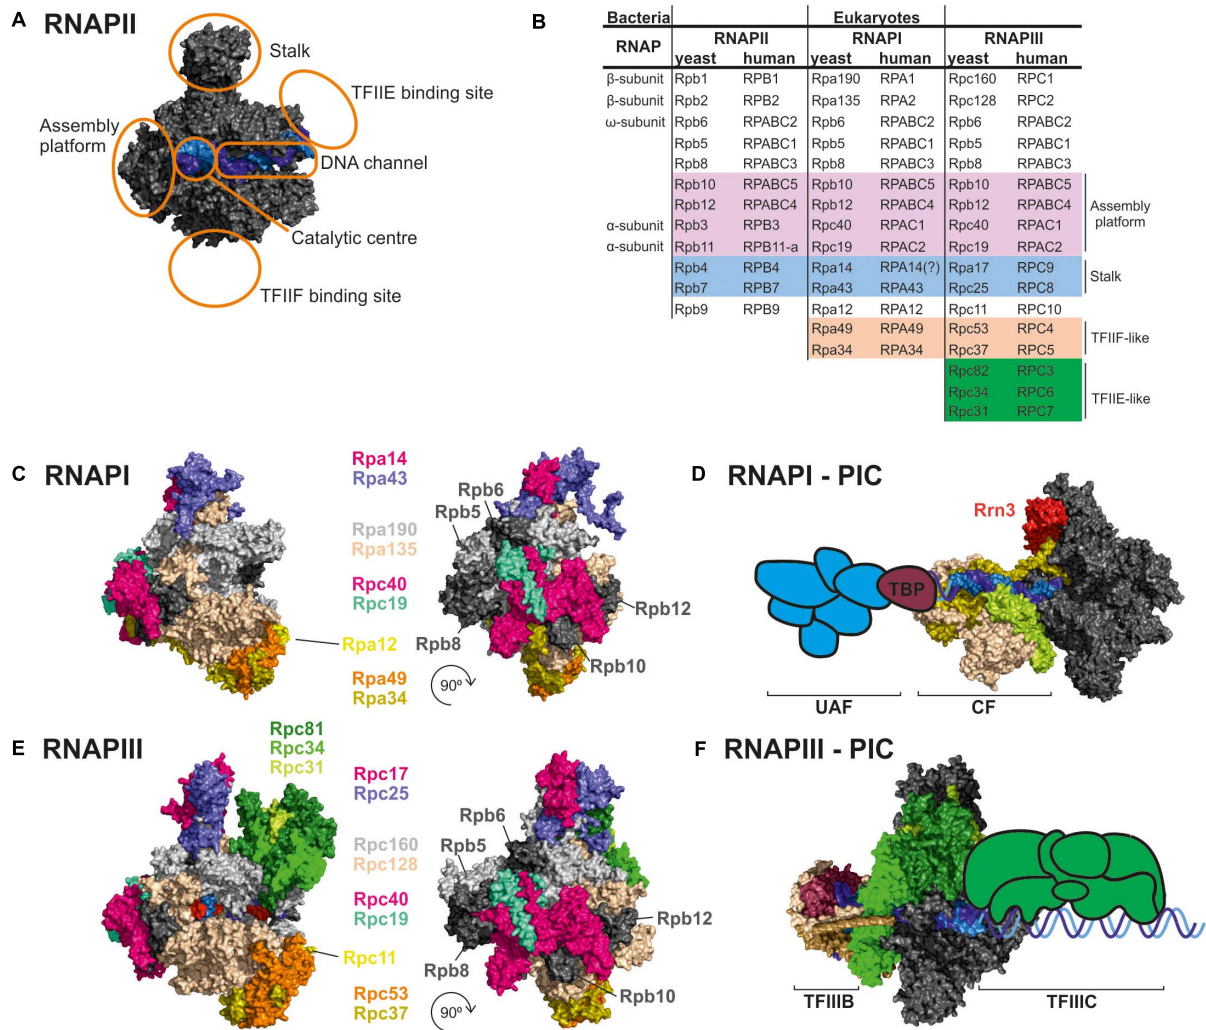 A RNAPII
Stalk
TFIIE binding site
Assembly
platform
DNA channel
Catalytic centre
TFIIF binding site
B
Bacteria Eukaryotes
RNAP RNAPII RNAPI RNAPIII
yeast human yeast human yeast human
β-subunit Rpb1 RPB1 Rpa190 RPA1 Rpc160 RPC1
β-subunit Rpb2 RPB2 Rpa135 RPA2 Rpc128 RPC2
ω-subunit Rpb6 RPABC2 Rpb6 RPABC2 Rpb6 RPABC2
Rpb5 RPABC1 Rpb5 RPABC1 Rpb5 RPABC1
Rpb8 RPABC3 Rpb8 RPABC3 Rpb8 RPABC3
Rpb10 RPABC5 Rpb10 RPABC5 Rpb10 RPABC5
Rpb12 RPABC4 Rpb12 RPABC4 Rpb12 RPABC4
α-subunit Rpb3 RPB3 Rpc40 RPAC1 Rpc40 RPAC1
α-subunit Rpb11 RPB11-a Rpc19 RPAC2 Rpc19 RPAC2
Assembly
platform
Rpb4 RPB4 Rpa14 RPA14(?) Rpa17 RPC9
Rpb7 RPB7 Rpa43 RPA43 Rpc25 RPC8
Stalk
Rpb9 RPB9 Rpa12 RPA12 Rpc11 RPC10
Rpa49 RPA49 Rpc53 RPC4
Rpa34 RPA34 Rpc37 RPC5
TFIIF-like
Rpc82 RPC3
Rpc34 RPC6
Rpc31 RPC7
TFIIE-like
C RNAPI
Rpa14
Rpa43
Rpa190
Rpa135
Rpc40
Rpc19
Rpa12
Rpa49
Rpa34
90º
Rpb6
Rpb5
Rpb12
Rpb8
Rpb10
D RNAPI - PIC
Rrn3
TBP
UAF
CF
E RNAPIII
Rpc81
Rpc34
Rpc31
Rpc17
Rpc25
Rpc160
Rpc128
Rpc40
Rpc19
Rpc11
Rpc53
Rpc37
90º
Rpb6
Rpb5
Rpb12
Rpb8
Rpb10
F RNAPIII - PIC
TFIIIB
TFIIIC